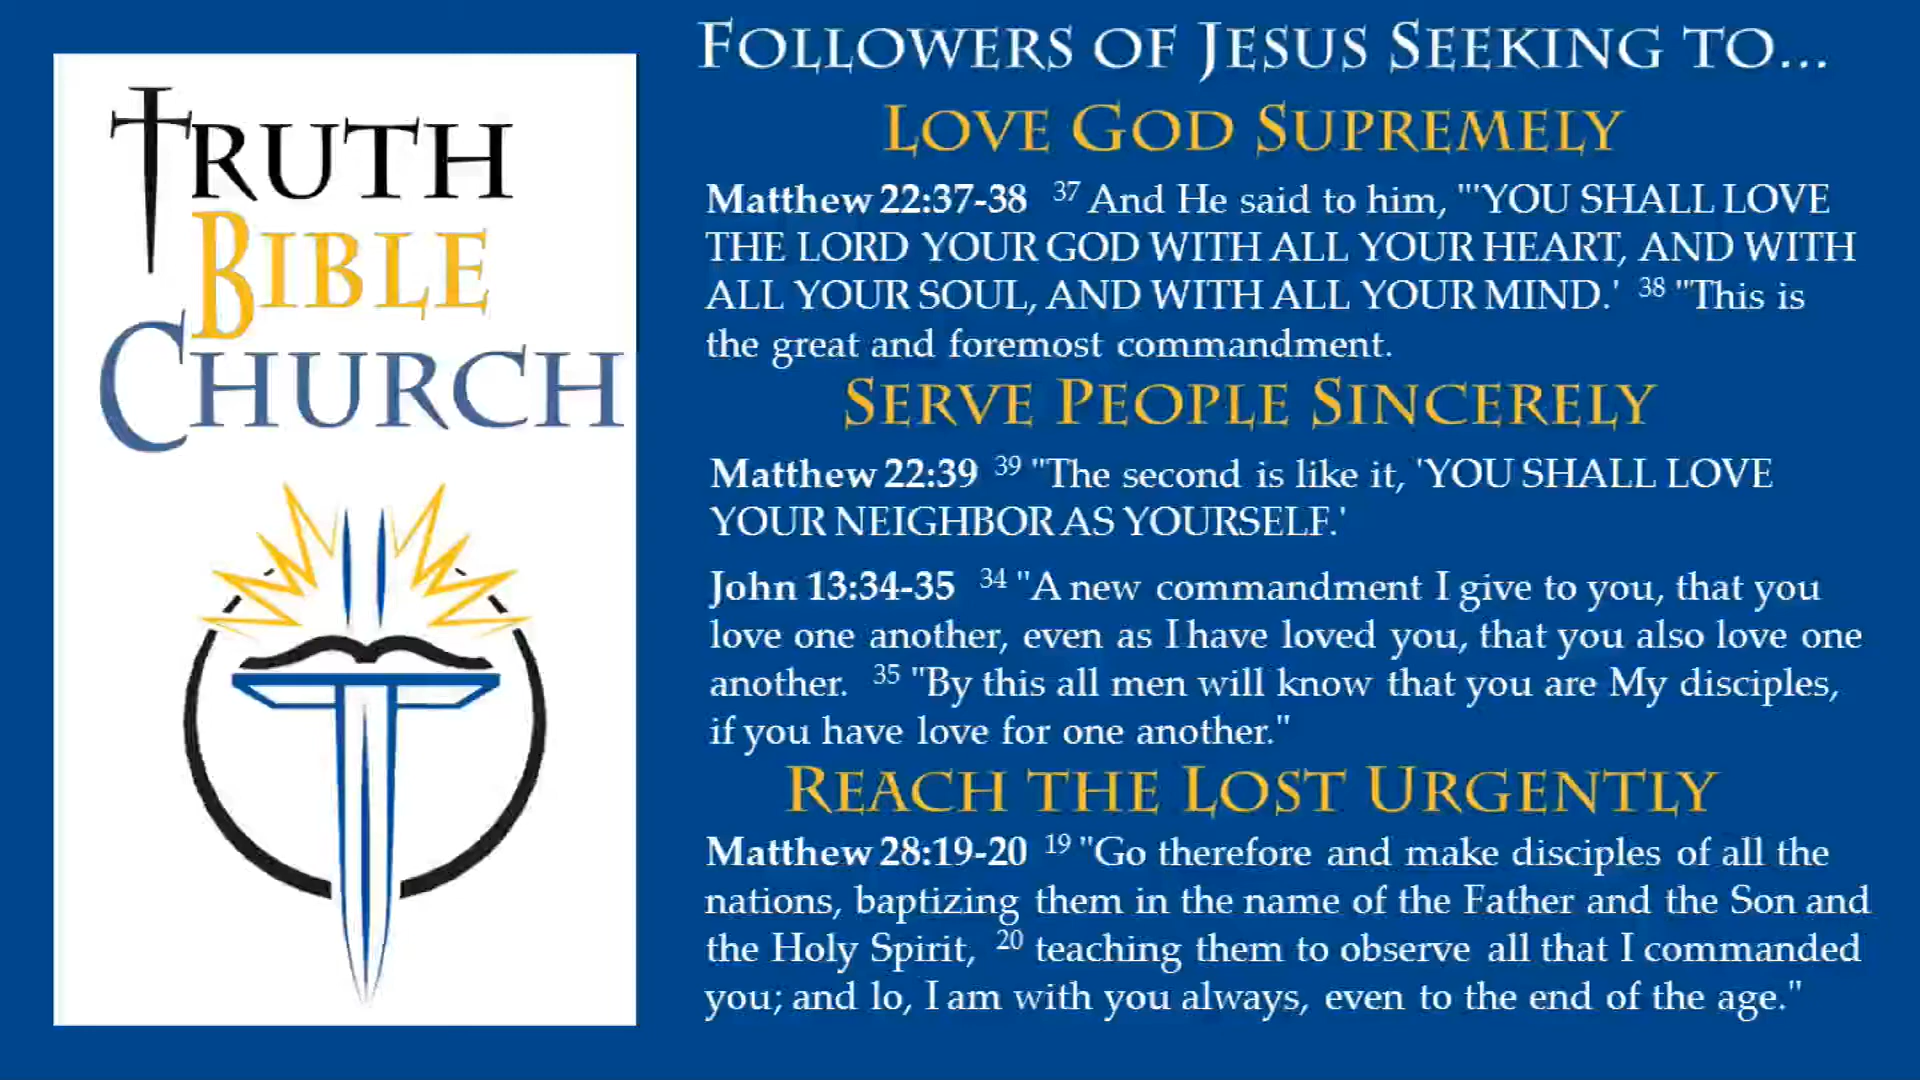 TRUTH
BIBLE
CHURCH
FOLLOWERS OF JESUS SEEKING TO...
LOVE GOD SUPREMELY
Matthew 22:37-38 37 And He said to him, "'YOU SHALL LOVE
THE LORD YOUR GOD WITH ALL YOUR HEART, AND WITH
ALL YOUR SOUL, AND WITH ALL YOUR MIND.' 38 "This is
the great and foremost commandment.
SERVE PEOPLE SINCERELY
Matthew 22:39 39 "The second is like it, 'YOU SHALL LOVE
YOUR NEIGHBOR AS YOURSELF.'
John 13:34-35 34 "A new commandment I give to you, that you
love one another, even as I have loved you, that you also love one
another. 35 "By this all men will know that you are My disciples,
if you have love for one another."
REACH THE LOST URGENTLY
Matthew 28:19-20 19 "Go therefore and make disciples of all the
nations, baptizing them in the name of the Father and the Son and
the Holy Spirit, 20 teaching them to observe all that I commanded
you; and lo, I am with you always, even to the end of the age."